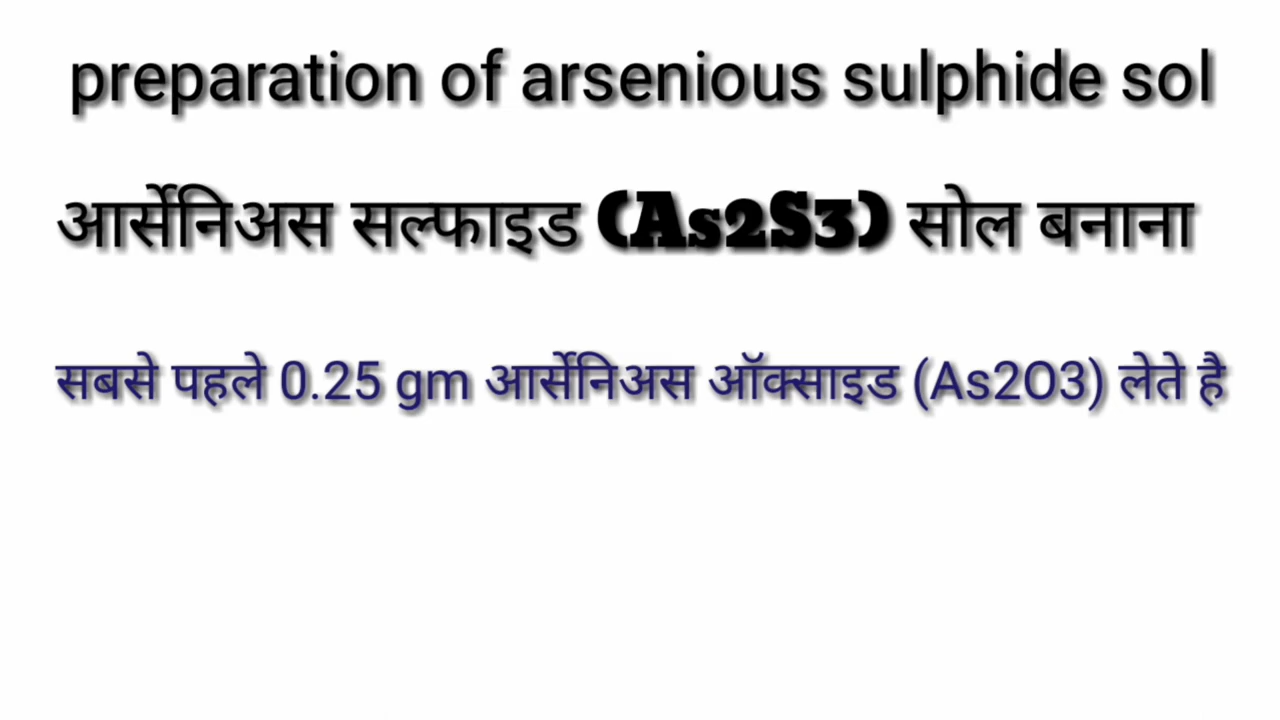 preparation of arsenious sulphide sol
आर्सेनिअस सल्फाइड (As2S3) सोल बनाना
सबसे पहले 0.25 gm आर्सेनिअस ऑक्साइड (As2O3) लेते है